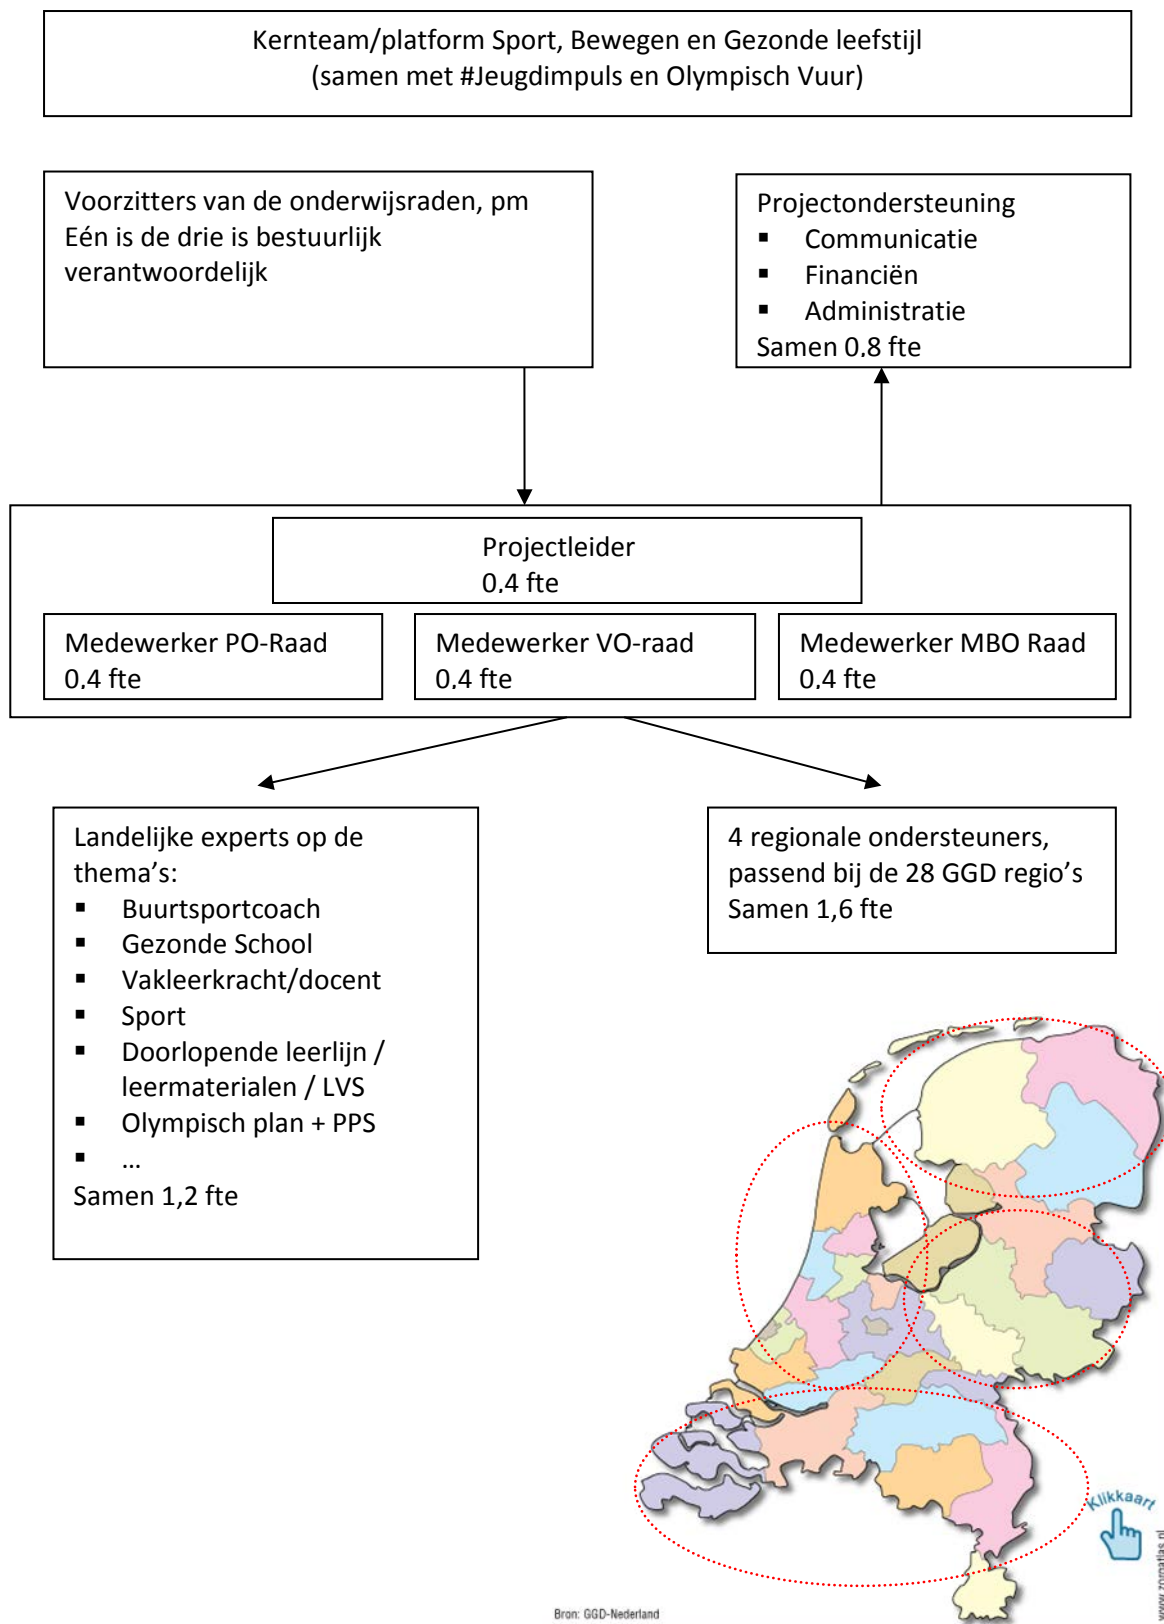 Kernteam/platform Sport, Bewegen en Gezonde leefstijl
(samen met #Jeugdimpuls en Olympisch Vuur)
Voorzitters van de onderwijsraden, pm
Eén is de drie is bestuurlijk
verantwoordelijk
Projectondersteuning
▪ Communicatie
▪ Financiën
▪ Administratie
Samen 0,8 fte
Projectleider
0,4 fte
Medewerker PO-Raad
0,4 fte
Medewerker VO-raad
0,4 fte
Medewerker MBO Raad
0,4 fte
Landelijke experts op de
thema's:
▪ Buurtsportcoach
▪ Gezonde School
▪ Vakleerkracht/docent
▪ Sport
▪ Doorlopende leerlijn /
leermaterialen / LVS
▪ Olympisch plan + PPS
▪ …
Samen 1,2 fte
4 regionale ondersteuners,
passend bij de 28 GGD regio's
Samen 1,6 fte
Klikkaart
www.zorgatlas.nl
Bron: GGD-Nederland